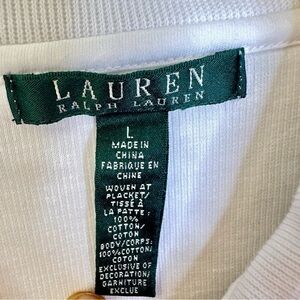 LAUREN
RALPH LAUREN
L
MADE IN
CHINA
FABRIQUE EN
CHINE
WOVEN AT
PLACKET/
TISSÉ À
LA PATTE:
100%
COTTON/
COTON
BODY/CORPS:
100%COTTON/
COTON
EXCLUSIVE OF
DECORATION/
GARNITURE
EXCLUE